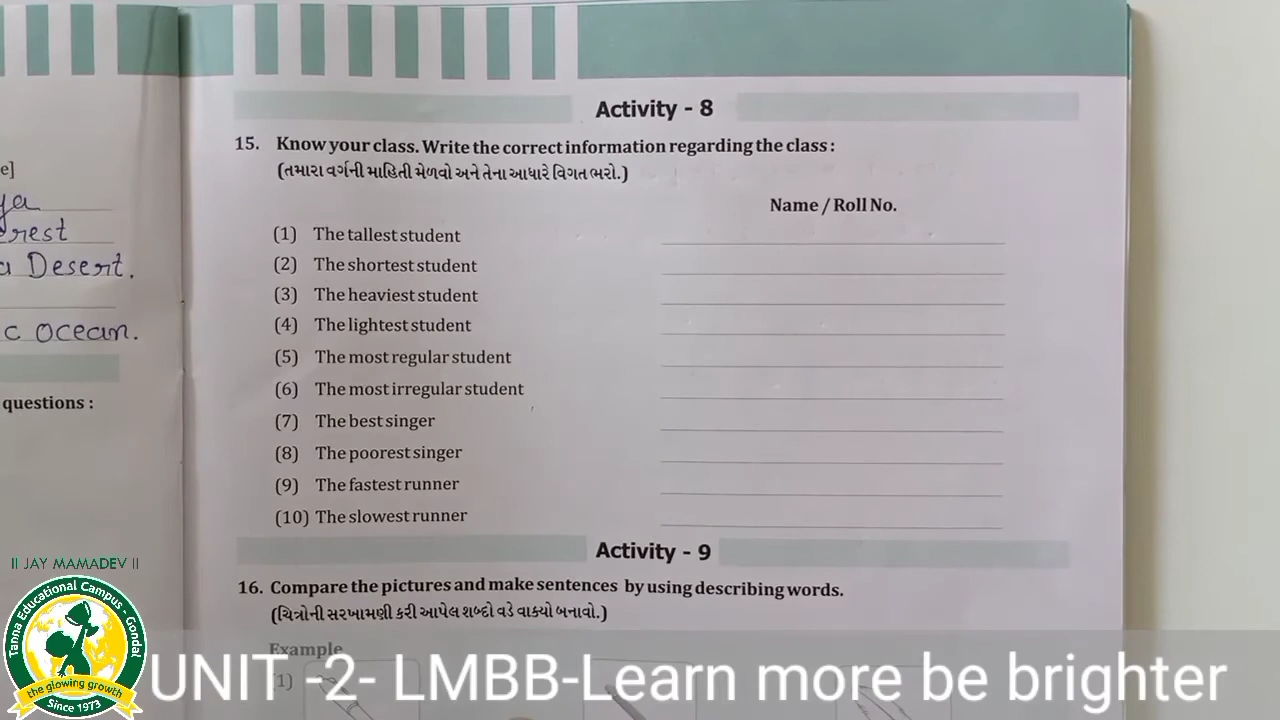 e]
ya
erest
a Desert.
c ocean.
questions :
Activity - 8
15. Know your class. Write the correct information regarding the class :
(તમારા વર્ગની માહિતી મેળવો અને તેના આધારે વિગત ભરો.)
Name / Roll No.
(1) The tallest student
(2) The shortest student
(3) The heaviest student
(4) The lightest student
(5) The most regular student
(6) The most irregular student
(7) The best singer
(8) The poorest singer
(9) The fastest runner
(10) The slowest runner
Activity - 9
16. Compare the pictures and make sentences by using describing words.
(ચિત્રોની સરખામણી કરી આપેલ શબ્દો વડે વાક્યો બનાવો.)
Example
(1)
|| JAY MAMADEV ||
Tanna Educational Campus - Gondal
the glowing growth
Since 1973
UNIT -2- LMBB-Learn more be brighter